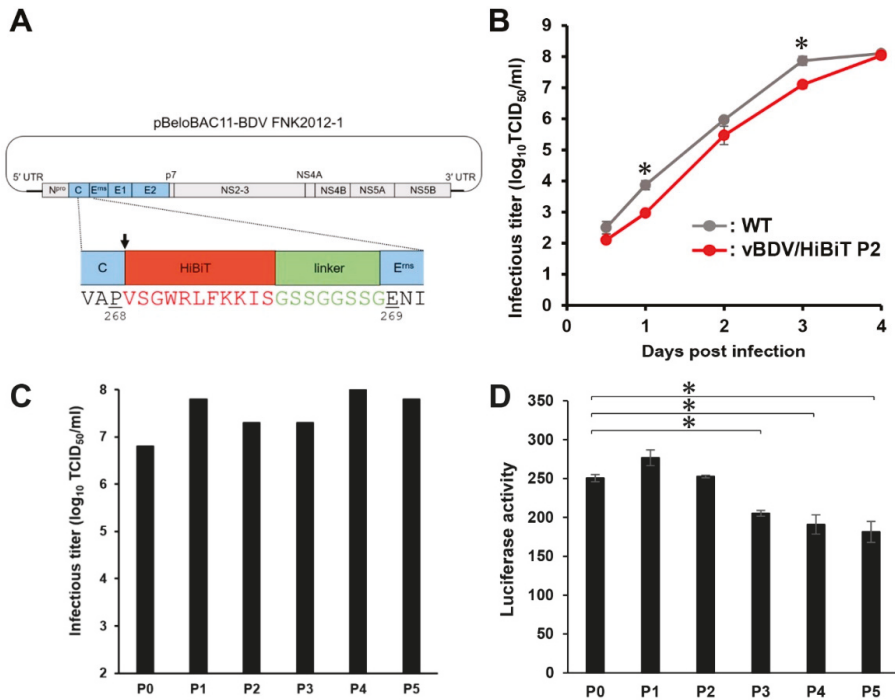 A
pBeloBAC11-BDV FNK2012-1
5' UTR
Npro
C
Erns
E1
E2
p7
NS2-3
NS4A
NS4B
NS5A
NS5B
3' UTR
C
HiBiT
linker
Erns
VAPVSGWRLFKKISGSSGGSSGENI
268
269
B
Infectious titer (log10TCID50/ml)
9
8
7
6
5
4
3
2
1
0
*
*
: WT
: vBDV/HiBiT P2
0
1
2
3
4
Days post infection
C
Infectious titer (log10 TCID50/ml)
8
7
6
5
4
3
2
P0
P1
P2
P3
P4
P5
D
Luciferase activity
350
300
250
200
150
100
50
0
*
*
*
P0
P1
P2
P3
P4
P5